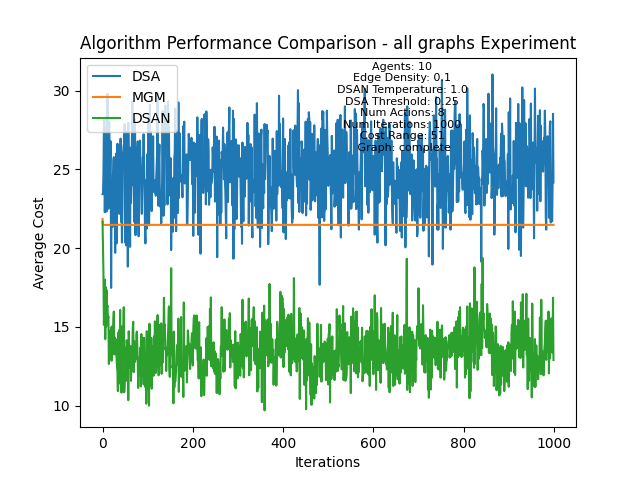 Algorithm Performance Comparison - all graphs Experiment
DSA
MGM
DSAN
Agents: 10
Edge Density: 0.1
DSAN Temperature: 1.0
DSA Threshold: 0.25
Num Actions: 8
Num Iterations: 1000
Cost Range: 51
Graph: complete
Average Cost
30
25
20
15
10
0
200
400
600
800
1000
Iterations